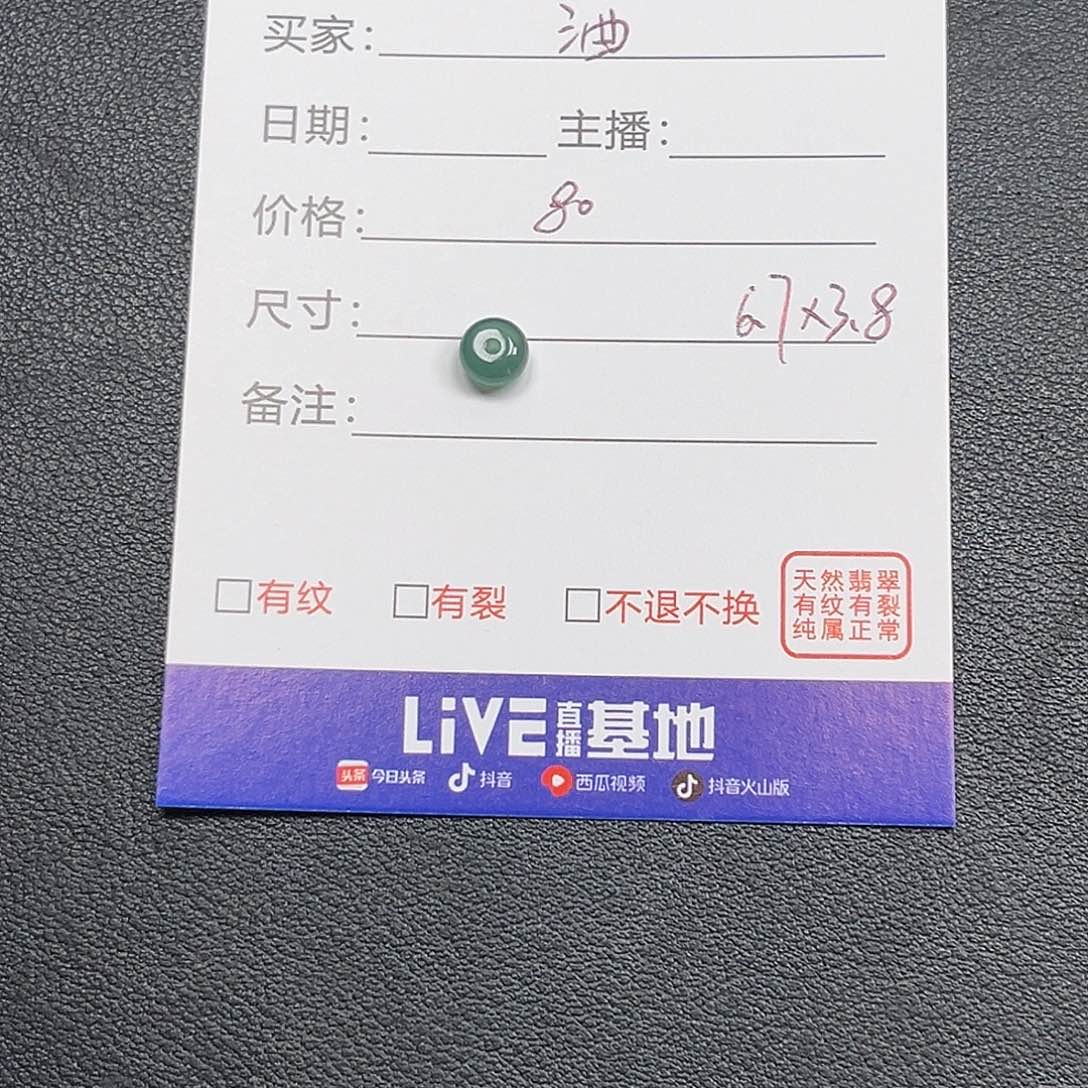 买家: 油
日期: 主播:
价格: 80
尺寸: 6.7×3.8
备注:
□有纹 □有裂 □不退不换
天然翡翠
有纹有裂
纯属正常
LiVE直播基地
头条 今日头条 抖音 西瓜视频 抖音火山版